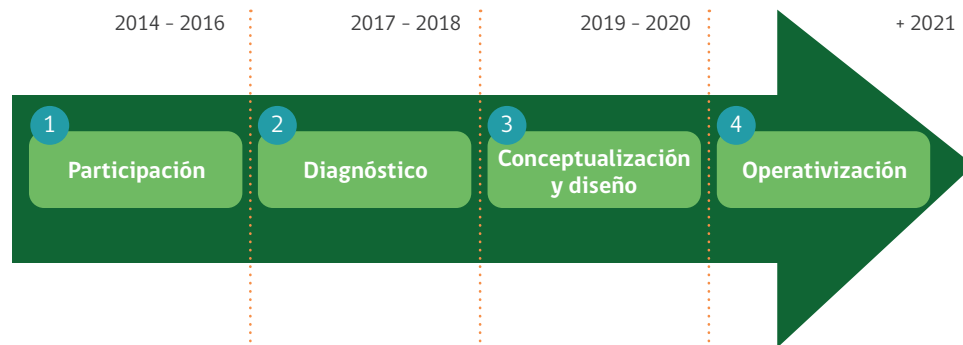 2014 - 2016
2017 - 2018
2019 - 2020
+ 2021
1
Participación
2
Diagnóstico
3
Conceptualización
y diseño
4
Operativización